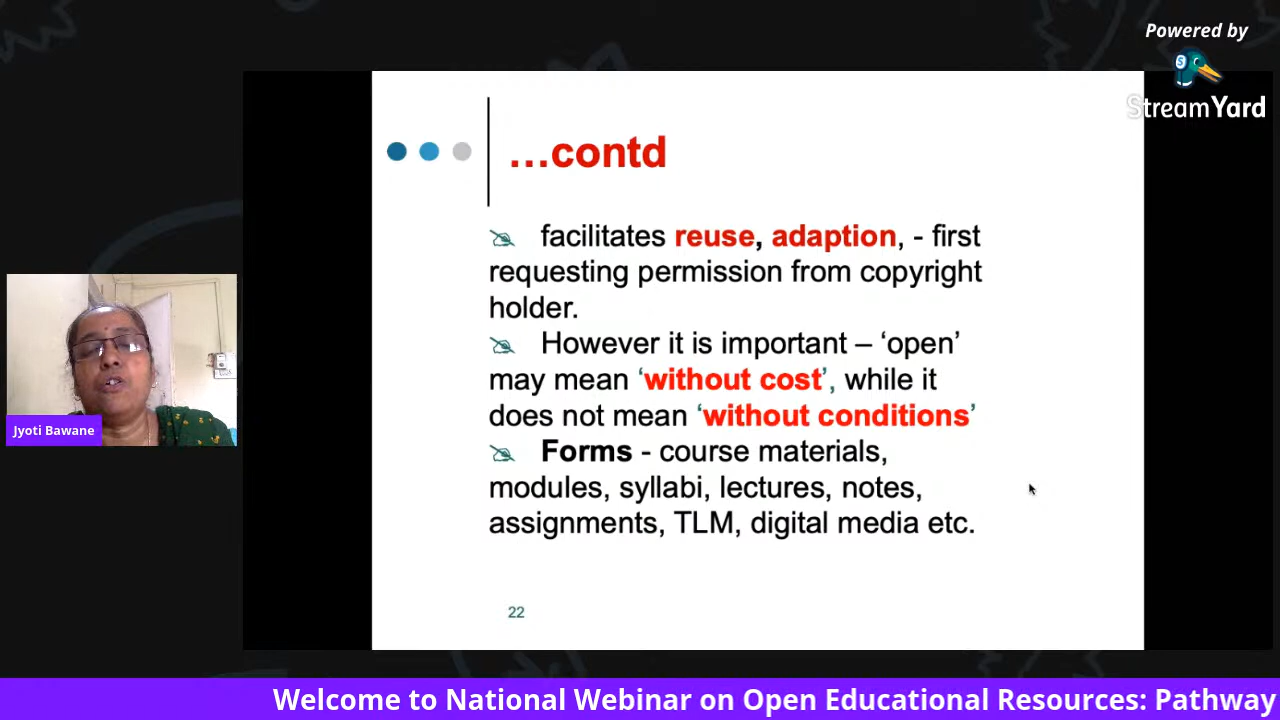 Powered by
StreamYard
…contd
facilitates reuse, adaption, - first
requesting permission from copyright
holder.
However it is important – ‘open’
may mean ‘without cost’, while it
does not mean ‘without conditions’
Forms - course materials,
modules, syllabi, lectures, notes,
assignments, TLM, digital media etc.
22
Jyoti Bawane
Welcome to National Webinar on Open Educational Resources: Pathway